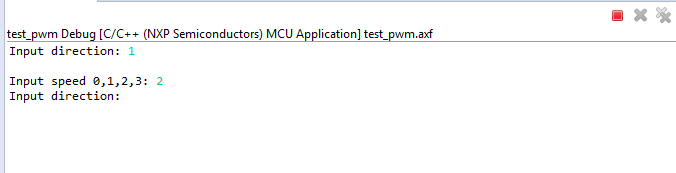 test_pwm Debug [C/C++ (NXP Semiconductors) MCU Application] test_pwm.axf
Input direction: 1
Input speed 0,1,2,3: 2
Input direction: